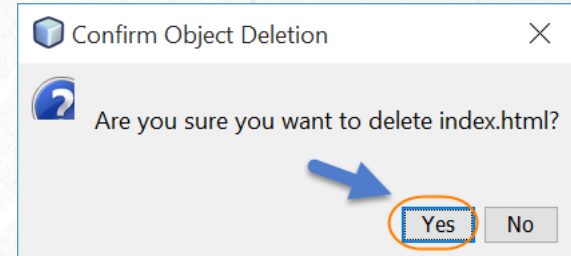 Confirm Object Deletion
Are you sure you want to delete index.html?
Yes No